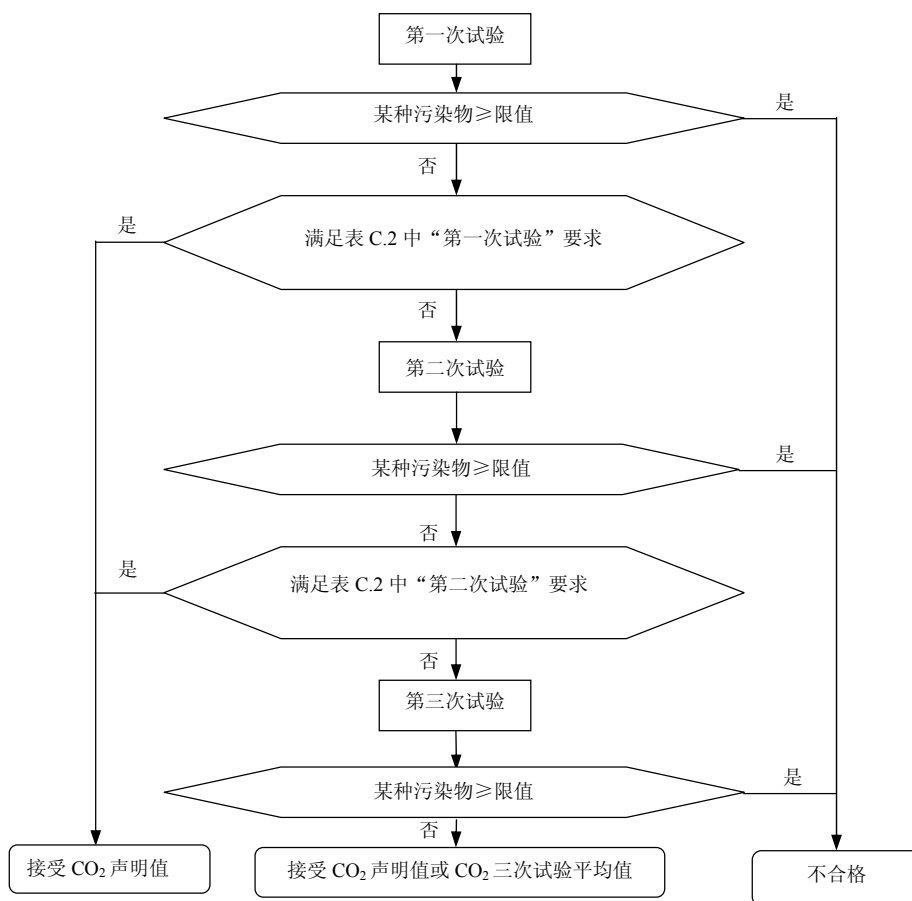 第一次试验
某种污染物≥限值
是
否
是
满足表 C.2 中“第一次试验”要求
否
第二次试验
某种污染物≥限值
是
否
是
满足表 C.2 中“第二次试验”要求
否
第三次试验
某种污染物≥限值
是
否
接受 CO₂ 声明值
接受 CO₂ 声明值或 CO₂ 三次试验平均值
不合格